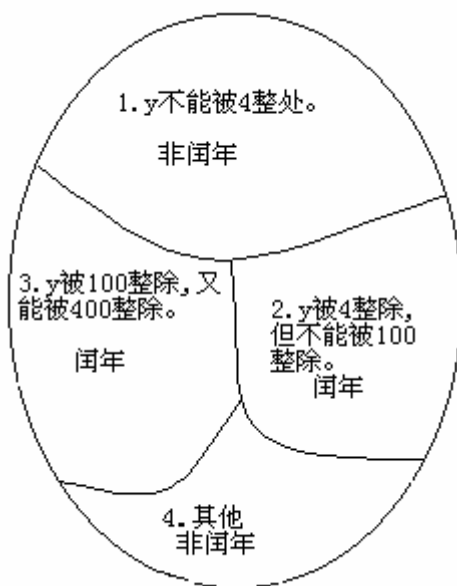 1.y不能被4整处。
非闰年
3.y被100整除,又
能被400整除。
闰年
2.y被4整除,
但不能被100
整除。
闰年
4.其他
非闰年